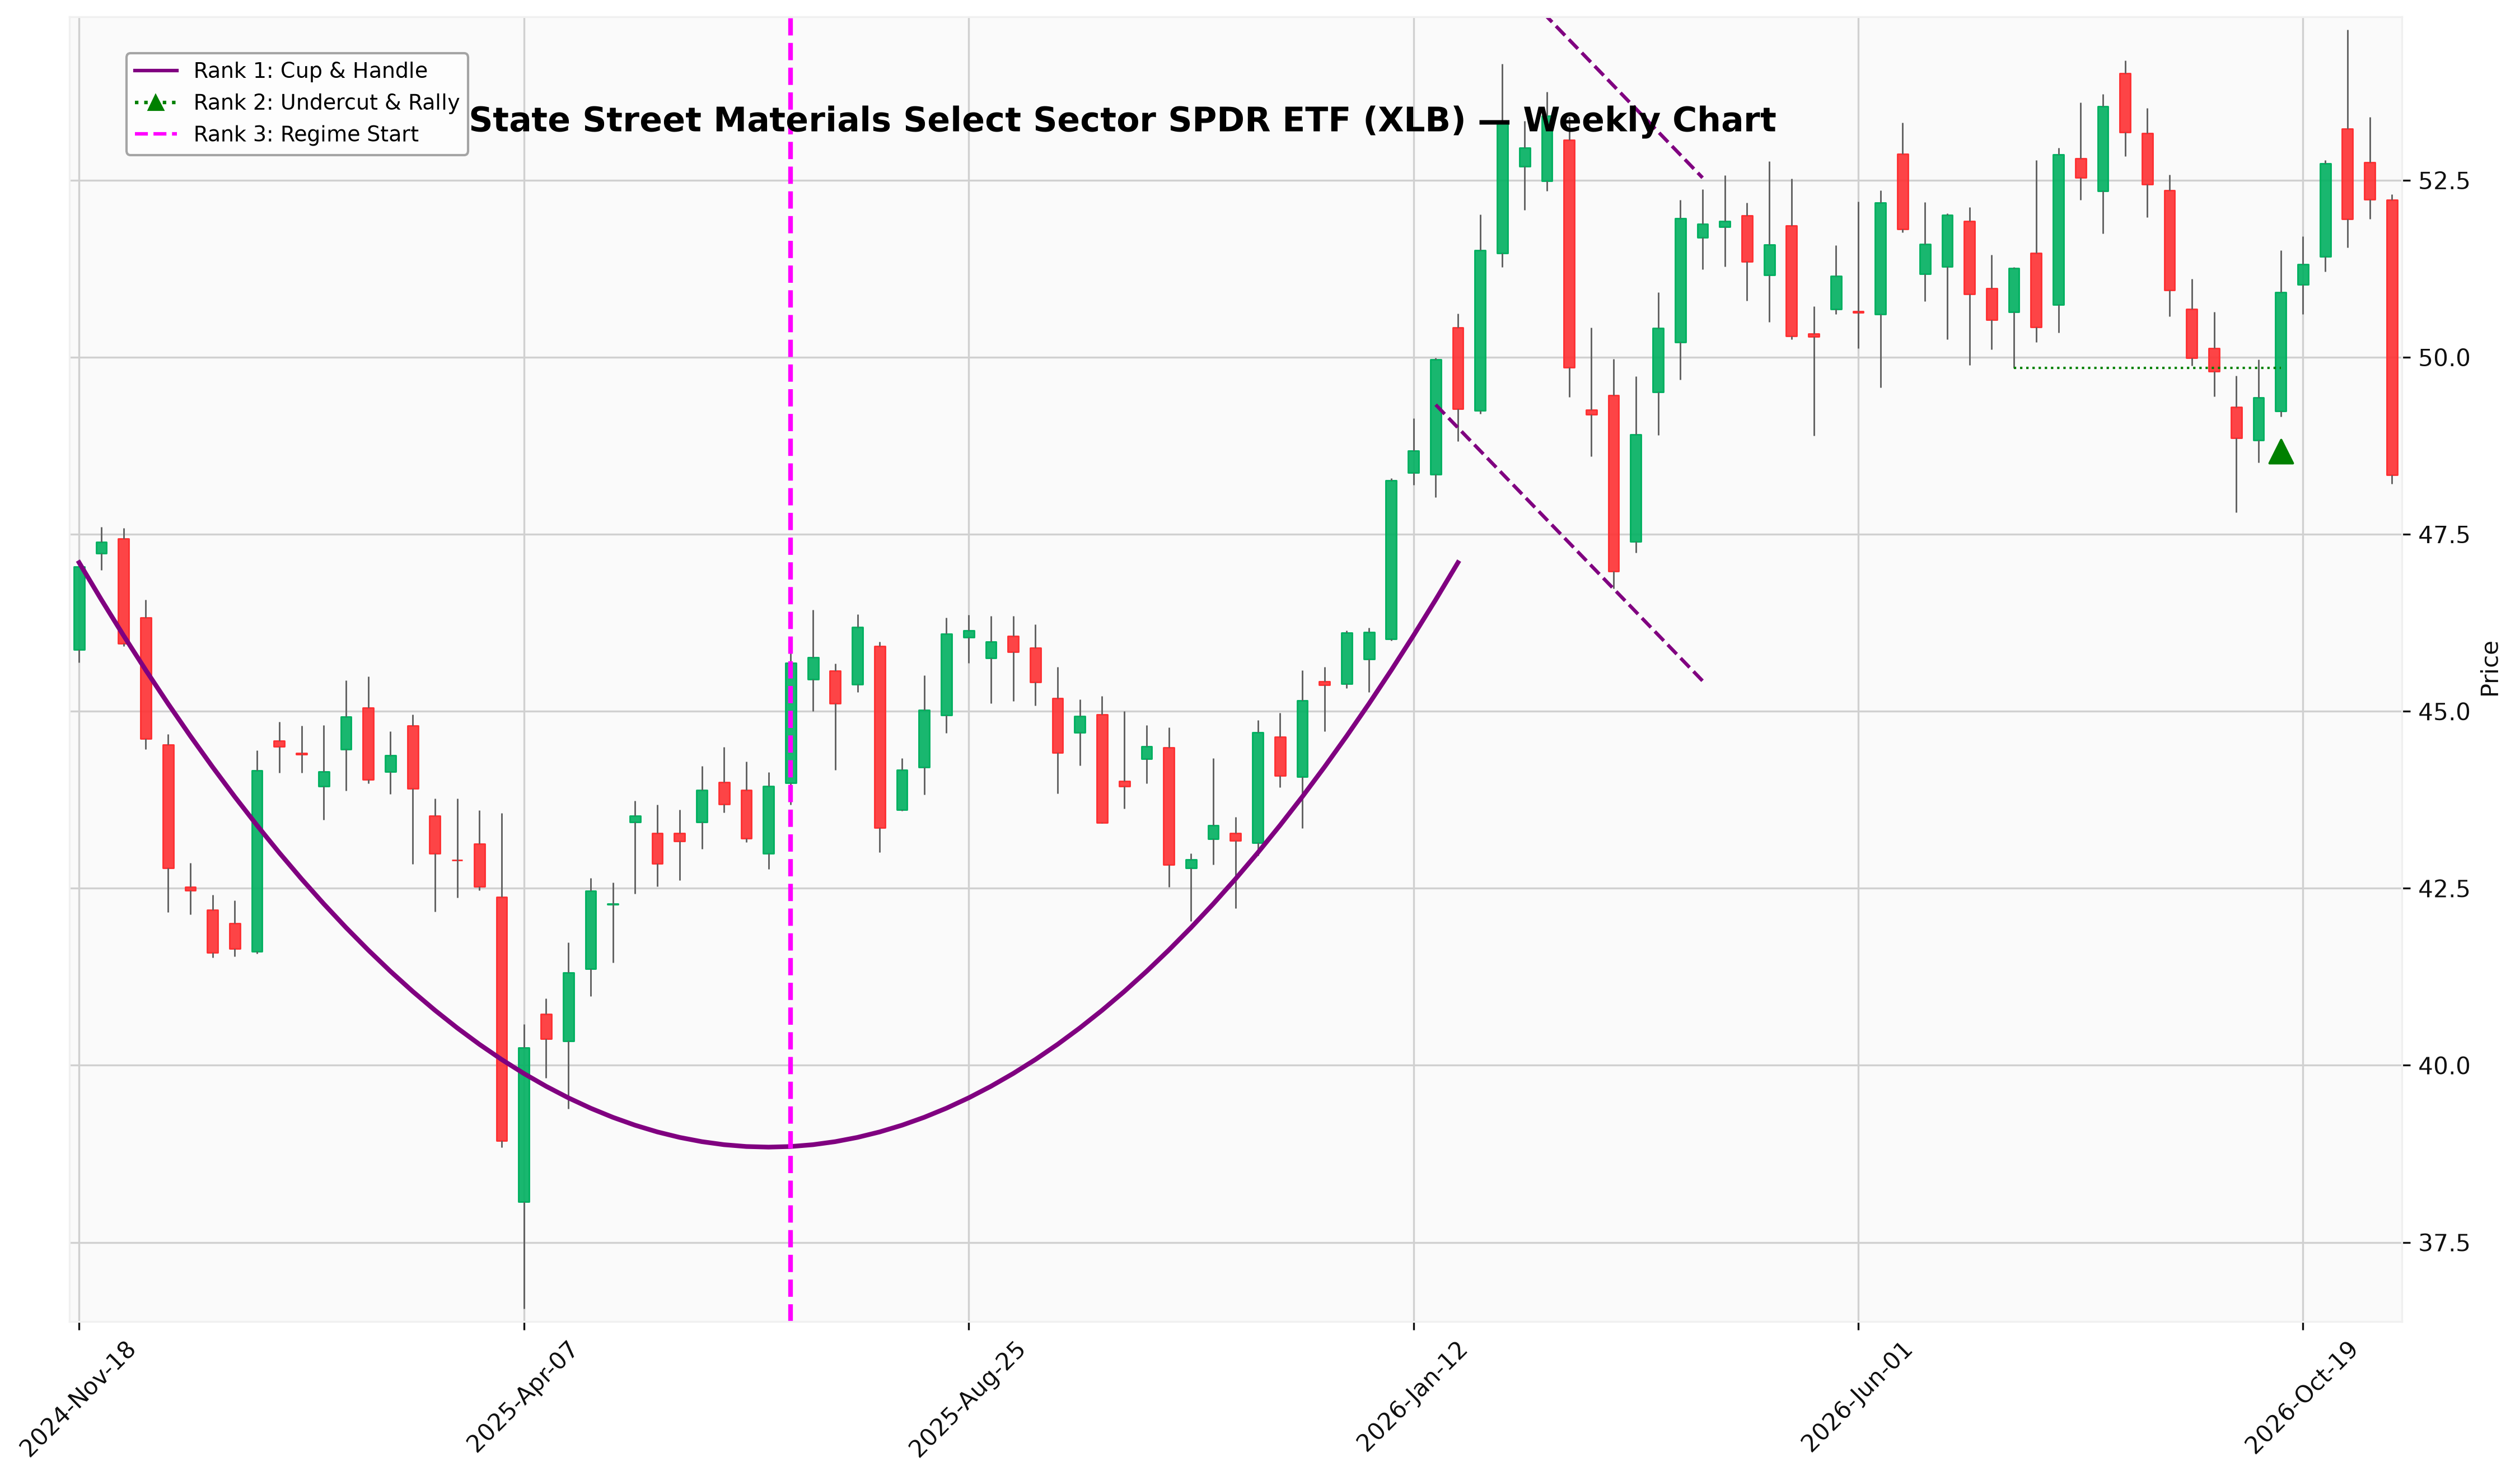 Rank 1: Cup & Handle
Rank 2: Undercut & Rally
Rank 3: Regime Start
State Street Materials Select Sector SPDR ETF (XLB) — Weekly Chart
52.5
50.0
47.5
45.0
42.5
40.0
37.5
Price
2024-Nov-18
2025-Apr-07
2025-Aug-25
2026-Jan-12
2026-Jun-01
2026-Oct-19